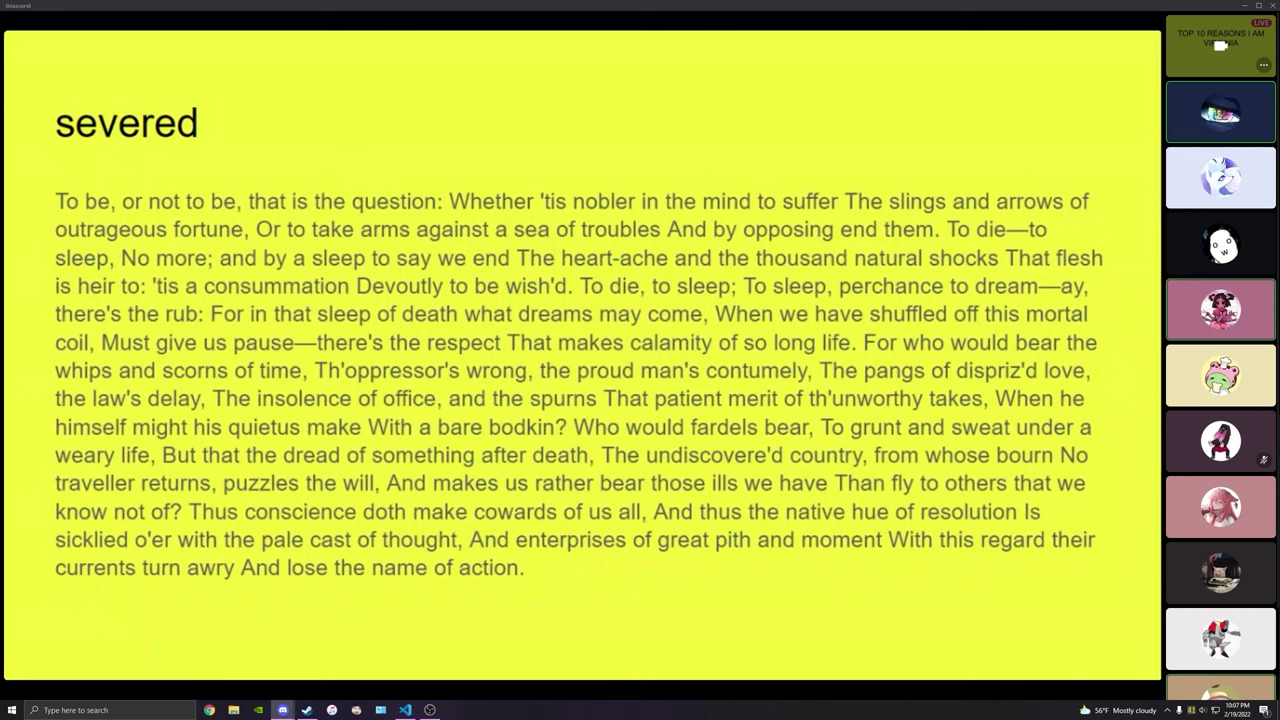 Discord
LIVE
TOP 10 REASONS I AM
severed
To be, or not to be, that is the question: Whether 'tis nobler in the mind to suffer The slings and arrows of
outrageous fortune, Or to take arms against a sea of troubles And by opposing end them. To die—to
sleep, No more; and by a sleep to say we end The heart-ache and the thousand natural shocks That flesh
is heir to: 'tis a consummation Devoutly to be wish'd. To die, to sleep; To sleep, perchance to dream—ay,
there's the rub: For in that sleep of death what dreams may come, When we have shuffled off this mortal
coil, Must give us pause—there's the respect That makes calamity of so long life. For who would bear the
whips and scorns of time, Th'oppressor's wrong, the proud man's contumely, The pangs of dispriz'd love,
the law's delay, The insolence of office, and the spurns That patient merit of th'unworthy takes, When he
himself might his quietus make With a bare bodkin? Who would fardels bear, To grunt and sweat under a
weary life, But that the dread of something after death, The undiscovere'd country, from whose bourn No
traveller returns, puzzles the will, And makes us rather bear those ills we have Than fly to others that we
know not of? Thus conscience doth make cowards of us all, And thus the native hue of resolution Is
sicklied o'er with the pale cast of thought, And enterprises of great pith and moment With this regard their
currents turn awry And lose the name of action.
Type here to search
56°F Mostly cloudy
10:07 PM
2/19/2022